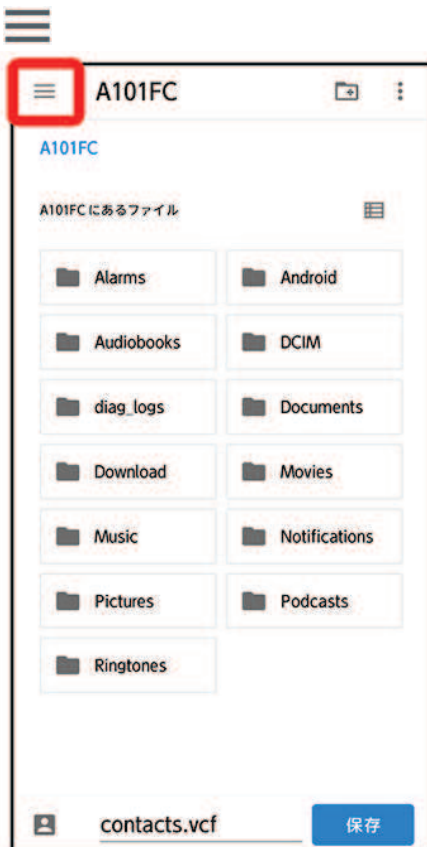 A101FC
A101FC
A101FCにあるファイル
Alarms
Android
Audiobooks
DCIM
diag_logs
Documents
Download
Movies
Music
Notifications
Pictures
Podcasts
Ringtones
contacts.vcf
保存